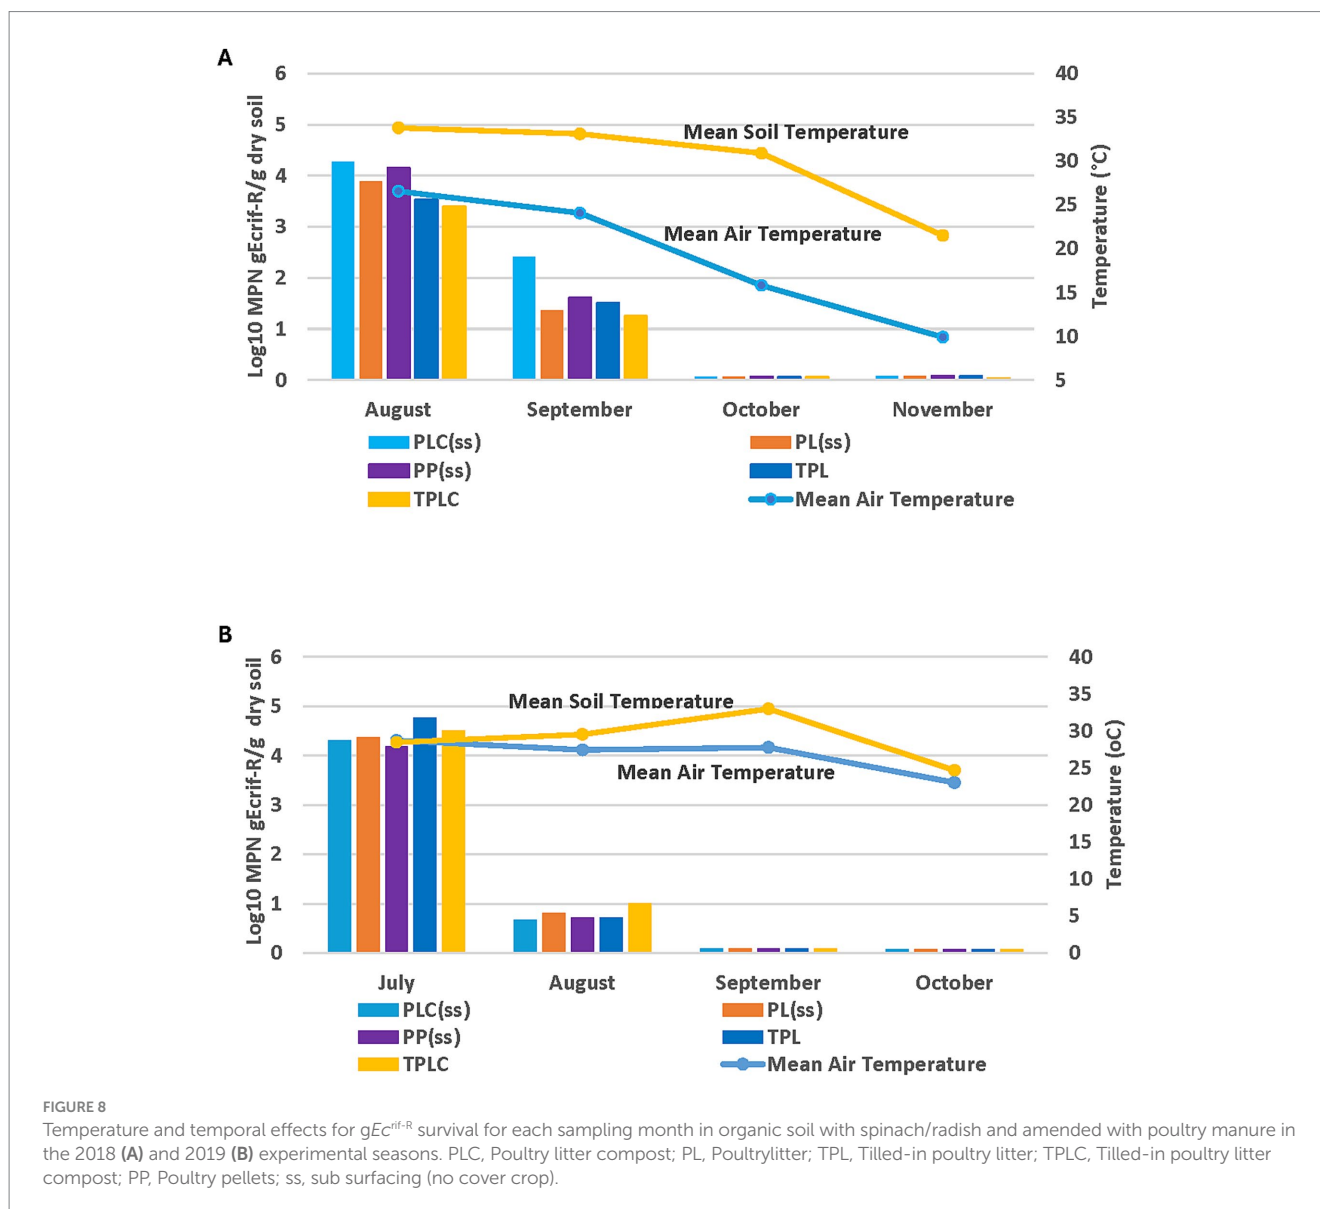 A
Log10 MPN gEcrif-R/g dry soil
6
5
4
3
2
1
0
Mean Soil Temperature
Mean Air Temperature
40
35
30
25
20
15
10
5
Temperature (°C)
August September October November
PLC(ss) PL(ss)
PP(ss) TPL
TPLC Mean Air Temperature
B
Log10 MPN gEcrif-R/g dry soil
6
5
4
3
2
1
0
Mean Soil Temperature
Mean Air Temperature
40
35
30
25
20
15
10
5
0
Temperature (oC)
July August September October
PLC(ss) PL(ss)
PP(ss) TPL
TPLC Mean Air Temperature
FIGURE 8
Temperature and temporal effects for gEc^rif-R survival for each sampling month in organic soil with spinach/radish and amended with poultry manure in
the 2018 (A) and 2019 (B) experimental seasons. PLC, Poultry litter compost; PL, Poultrylitter; TPL, Tilled-in poultry litter; TPLC, Tilled-in poultry litter
compost; PP, Poultry pellets; ss, sub surfacing (no cover crop).